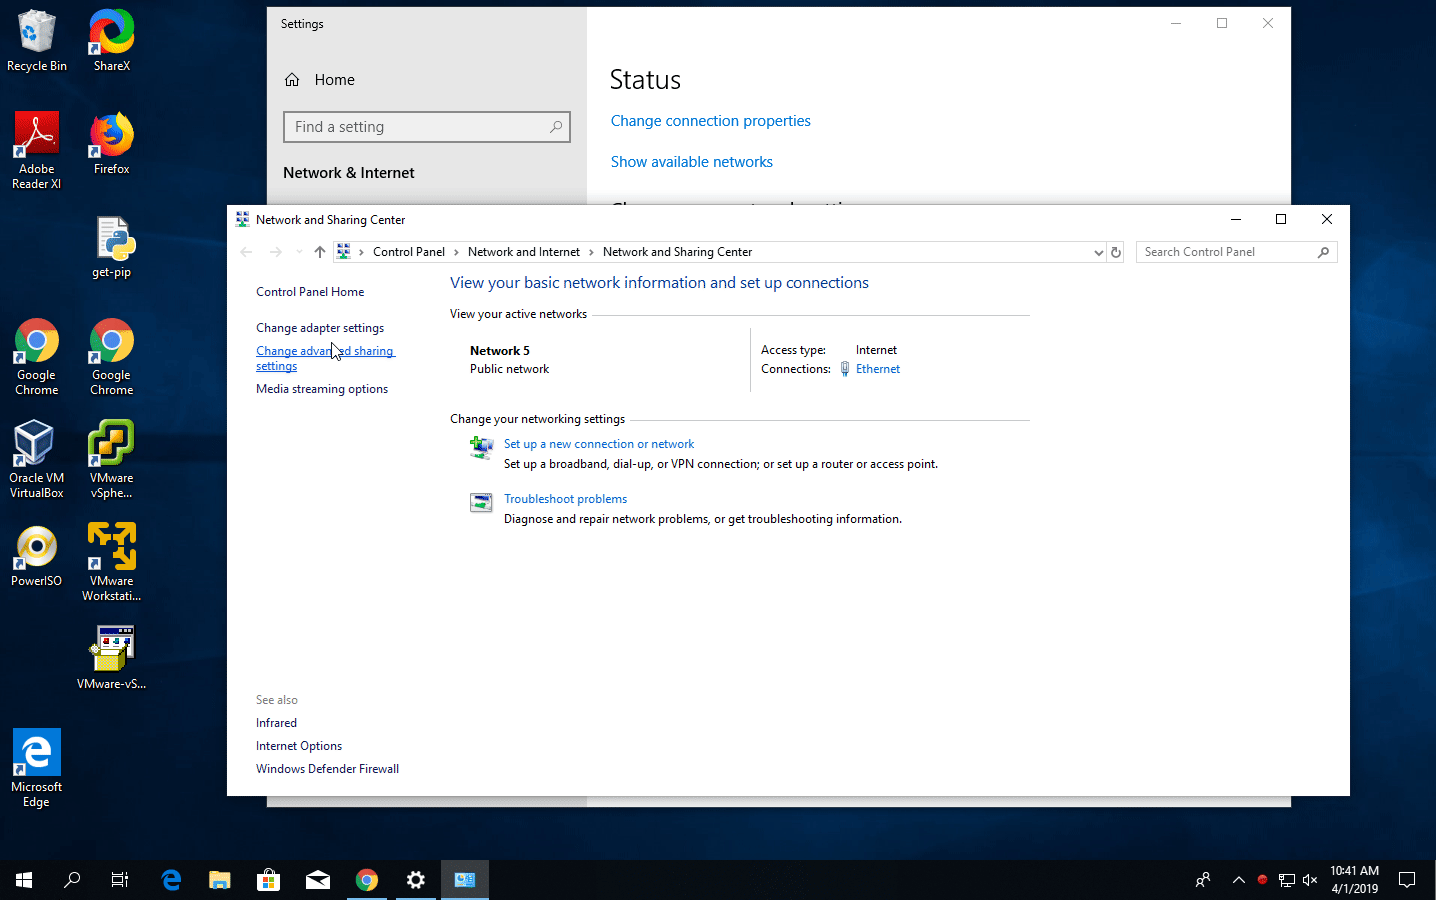 Recycle Bin
ShareX
Adobe
Reader XI
Firefox
get-pip
Google
Chrome
Google
Chrome
Oracle VM
VirtualBox
VMware
vSphe...
PowerISO
VMware
Workstati...
VMware-vS...
Microsoft
Edge
Settings
Home
Find a setting
Network & Internet
Status
Change connection properties
Show available networks
Network and Sharing Center
Control Panel
Network and Internet
Network and Sharing Center
Search Control Panel
Control Panel Home
Change adapter settings
Change advanced sharing
settings
Media streaming options
View your basic network information and set up connections
View your active networks
Network 5
Public network
Access type: Internet
Connections: Ethernet
Change your networking settings
Set up a new connection or network
Set up a broadband, dial-up, or VPN connection; or set up a router or access point.
Troubleshoot problems
Diagnose and repair network problems, or get troubleshooting information.
See also
Infrared
Internet Options
Windows Defender Firewall
10:41 AM
4/1/2019